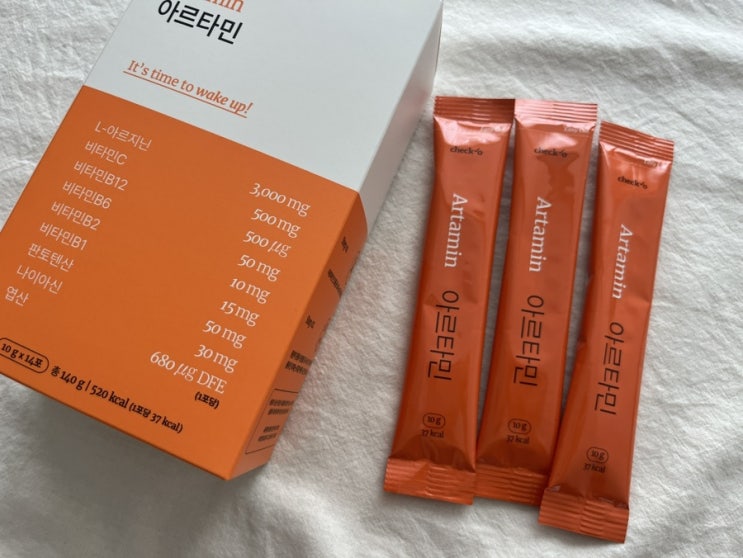 아르타민
It's time to wake up!
L-아르지닌 3,000 mg
비타민C 500 mg
비타민B12 500 µg
비타민B6 50 mg
비타민B2 10 mg
비타민B1 15 mg
판토텐산 50 mg
나이아신 30 mg
엽산 680 µg DFE
(1포당)
10 g x 14포
총 140 g | 520 kcal (1포당 37 kcal)
Artamin 아르타민
10 g
37 kcal
Artamin 아르타민
10 g
37 kcal
check°o
Artamin 아르타민
10 g
37 kcal